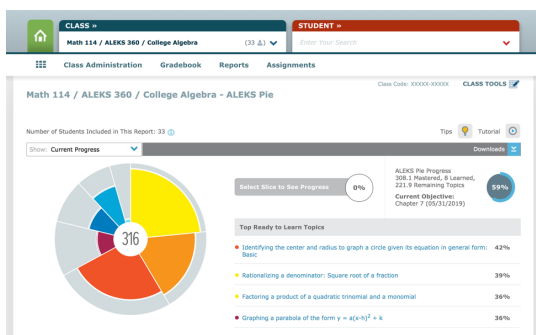 CLASS »
STUDENT »
Math 114 / ALEKS 360 / College Algebra (33)
Enter Your Search
Class Administration Gradebook Reports Assignments
Class Code: XXXXX-XXXXX CLASS TOOLS
Math 114 / ALEKS 360 / College Algebra - ALEKS Pie
Number of Students Included in This Report: 33
Tips Tutorial
Show: Current Progress
Downloads
ALEKS Pie Progress
308.1 Mastered, 8 Learned,
221.9 Remaining Topics
Current Objective:
Chapter 7 (05/31/2019)
Select Slice to See Progress 0%
59%
316
Top Ready to Learn Topics
Identifying the center and radius to graph a circle given its equation in general form: 42%
Basic
Rationalizing a denominator: Square root of a fraction 39%
Factoring a product of a quadratic trinomial and a monomial 36%
Graphing a parabola of the form y = a(x-h)² + k 36%